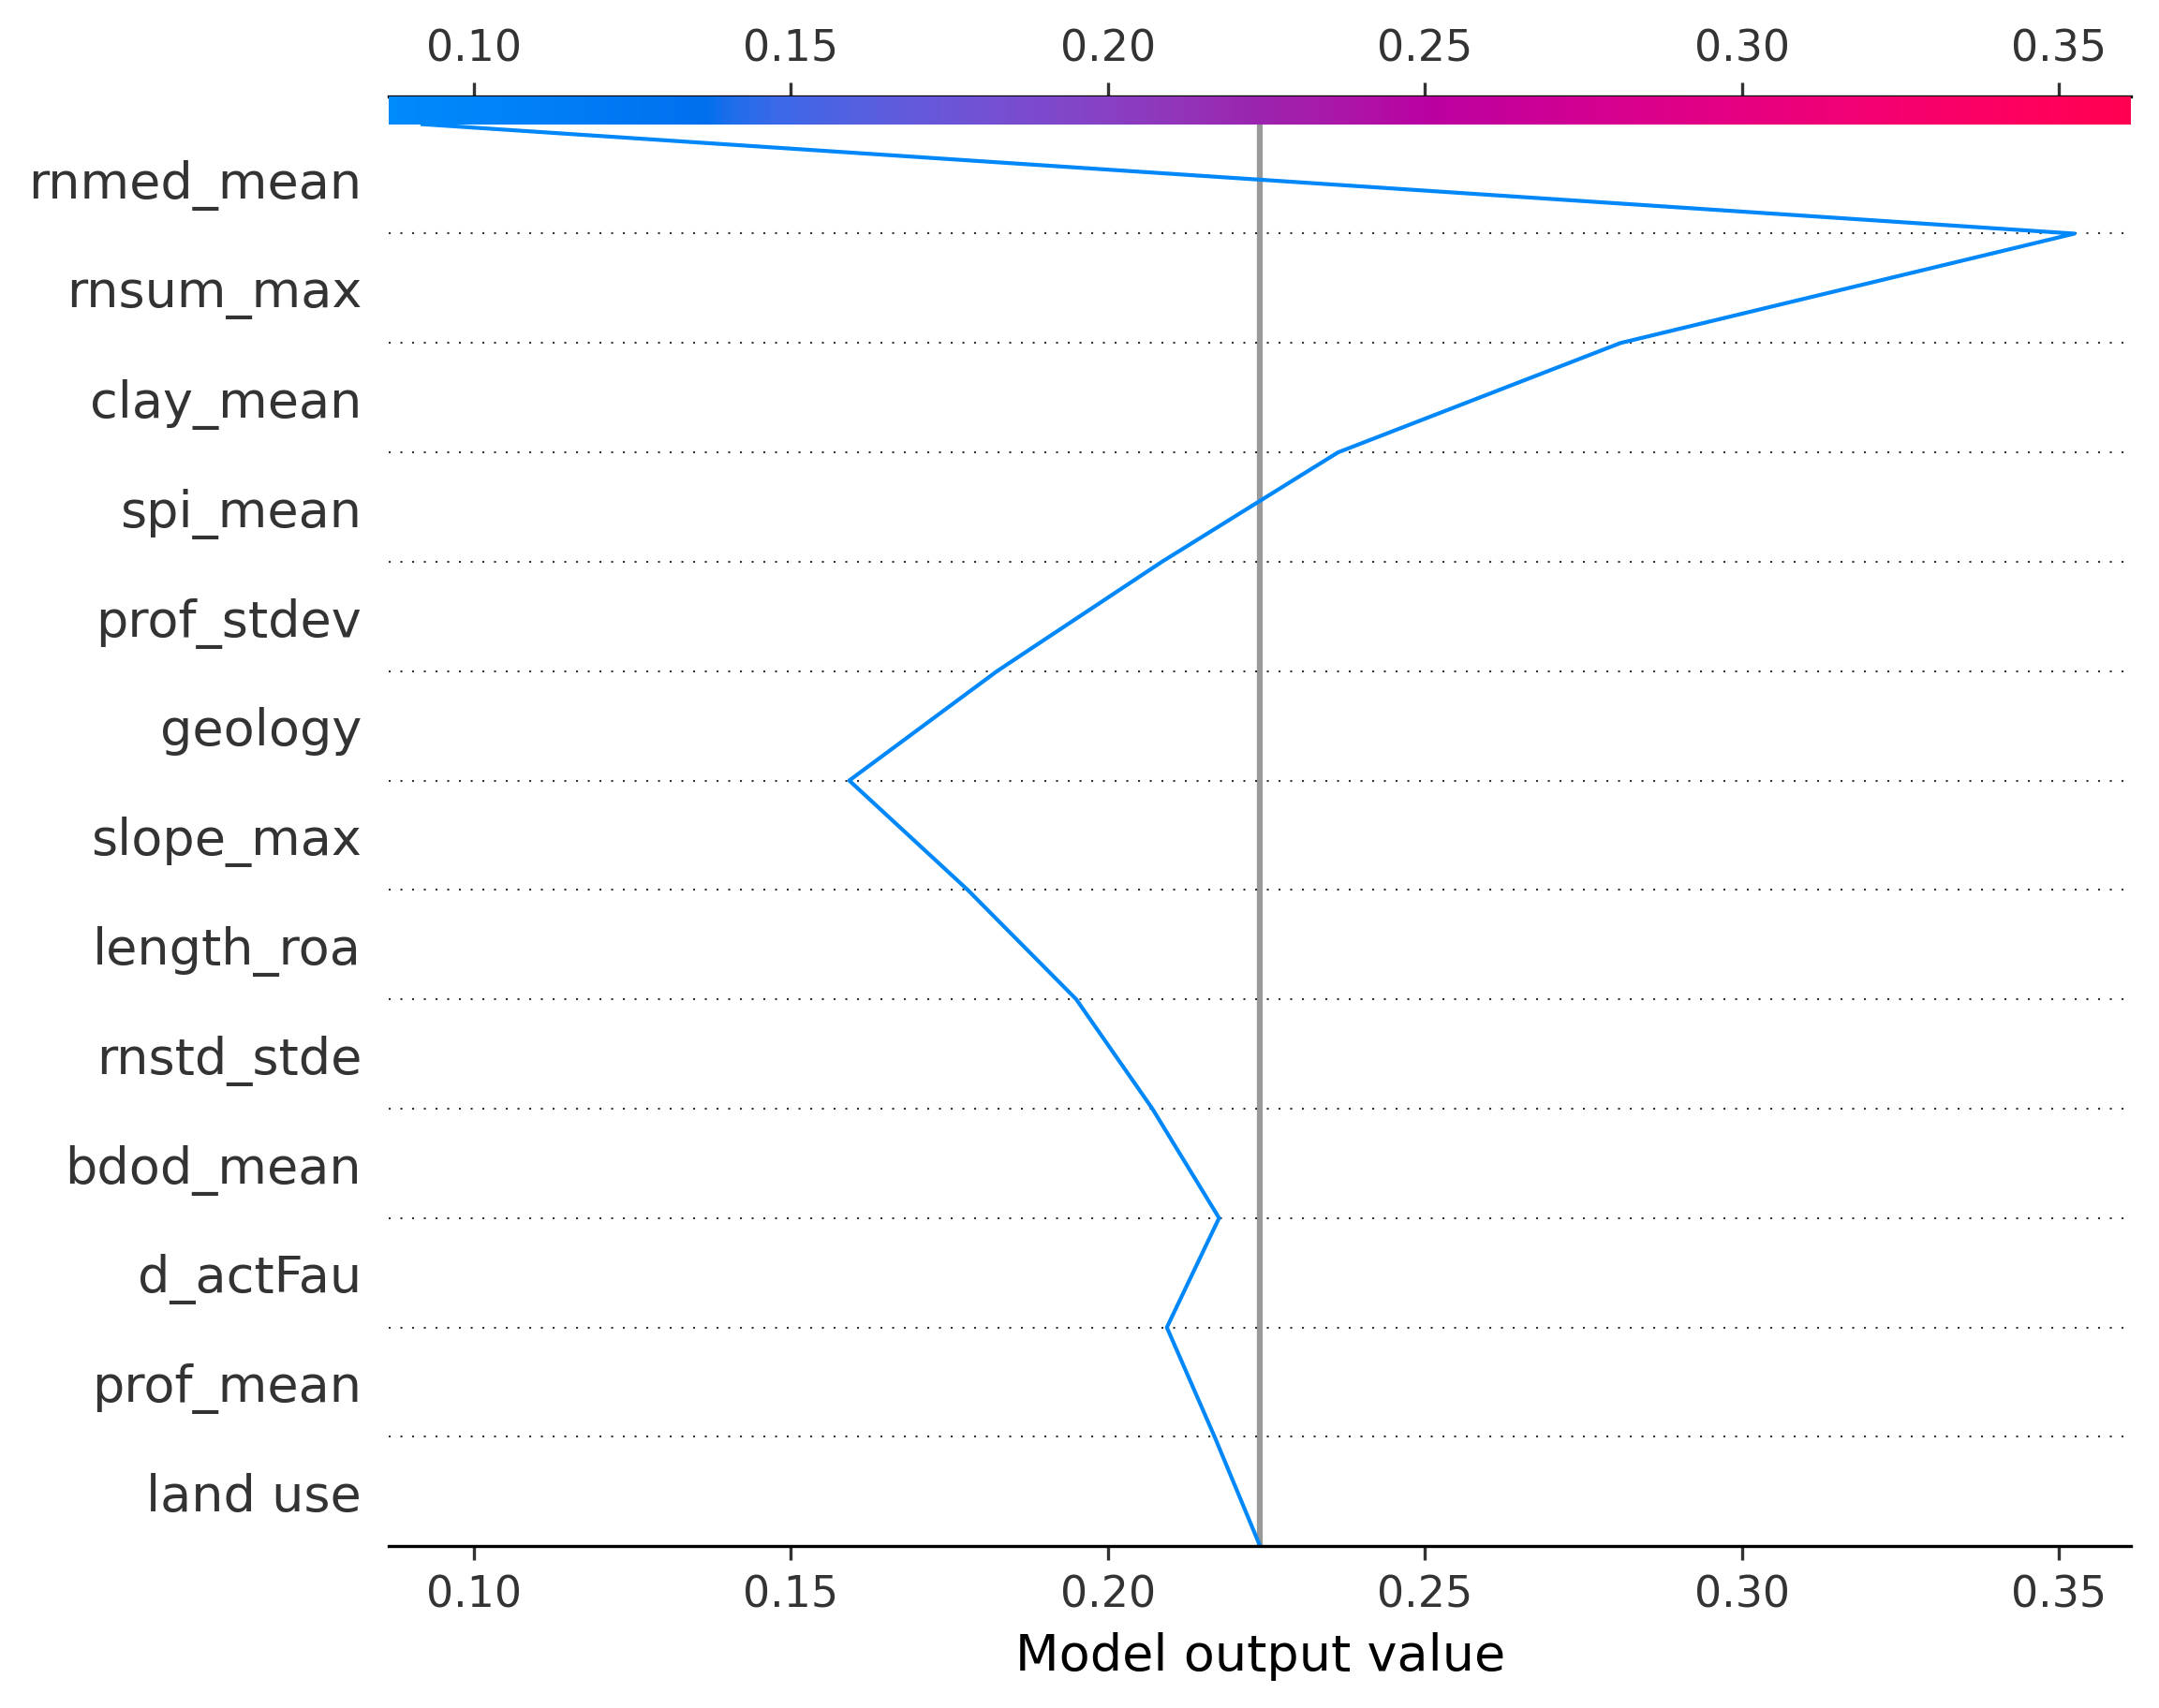 0.10 0.15 0.20 0.25 0.30 0.35
rnmed_mean
rnsum_max
clay_mean
spi_mean
prof_stdev
geology
slope_max
length_roa
rnstd_stde
bdod_mean
d_actFau
prof_mean
land use
0.10 0.15 0.20 0.25 0.30 0.35
Model output value